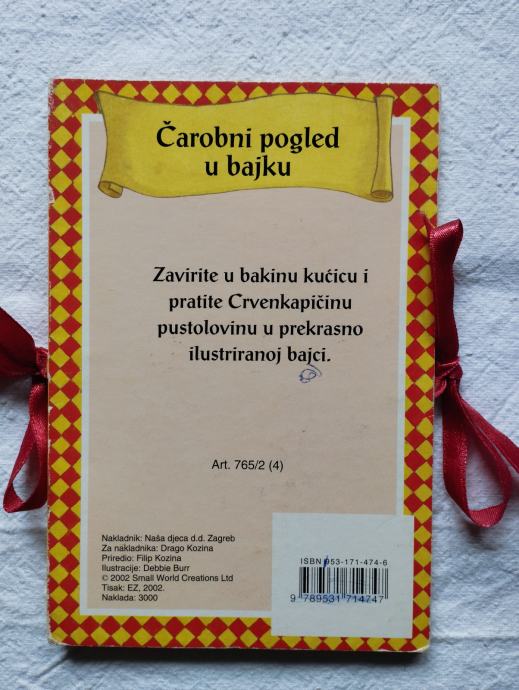 Čarobni pogled
u bajku
Zavirite u bakinu kućicu i
pratite Crvenkapičinu
pustolovinu u prekrasno
ilustriranoj bajci.
Art. 765/2 (4)
Nakladnik: Naša djeca d.d. Zagreb
Za nakladnika: Drago Kozina
Priredio: Filip Kozina
Ilustracije: Debbie Burr
© 2002 Small World Creations Ltd
Tisak: EZ, 2002.
Naklada: 3000
ISBN 953-171-474-6
9 789531 714747